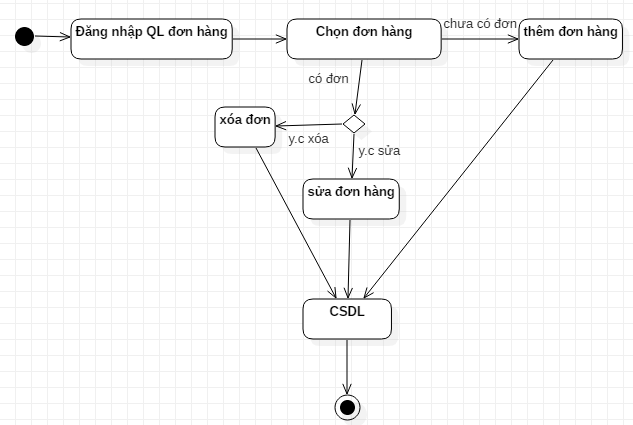 Đăng nhập QL đơn hàng
Chọn đơn hàng
chưa có đơn
thêm đơn hàng
có đơn
xóa đơn
y.c xóa
y.c sửa
sửa đơn hàng
CSDL